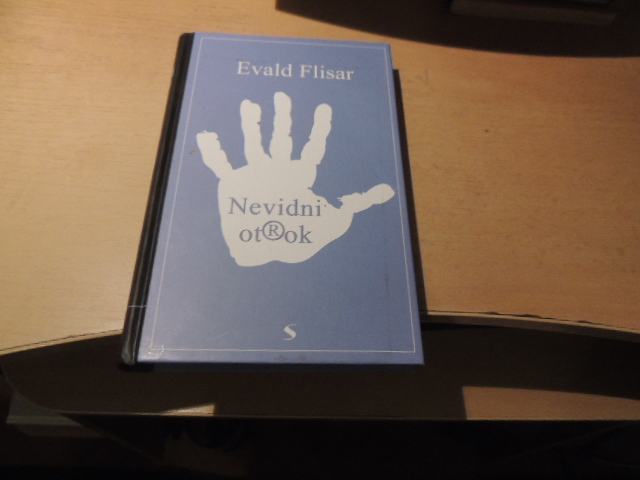 Evald Flisar
Nevidni
ot®ok
S